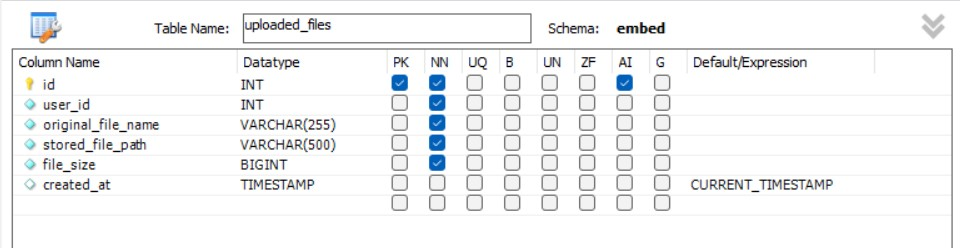 Table Name: uploaded_files Schema: embed
Column Name Datatype PK NN UQ B UN ZF AI G Default/Expression
id INT
user_id INT
original_file_name VARCHAR(255)
stored_file_path VARCHAR(500)
file_size BIGINT
created_at TIMESTAMP CURRENT_TIMESTAMP